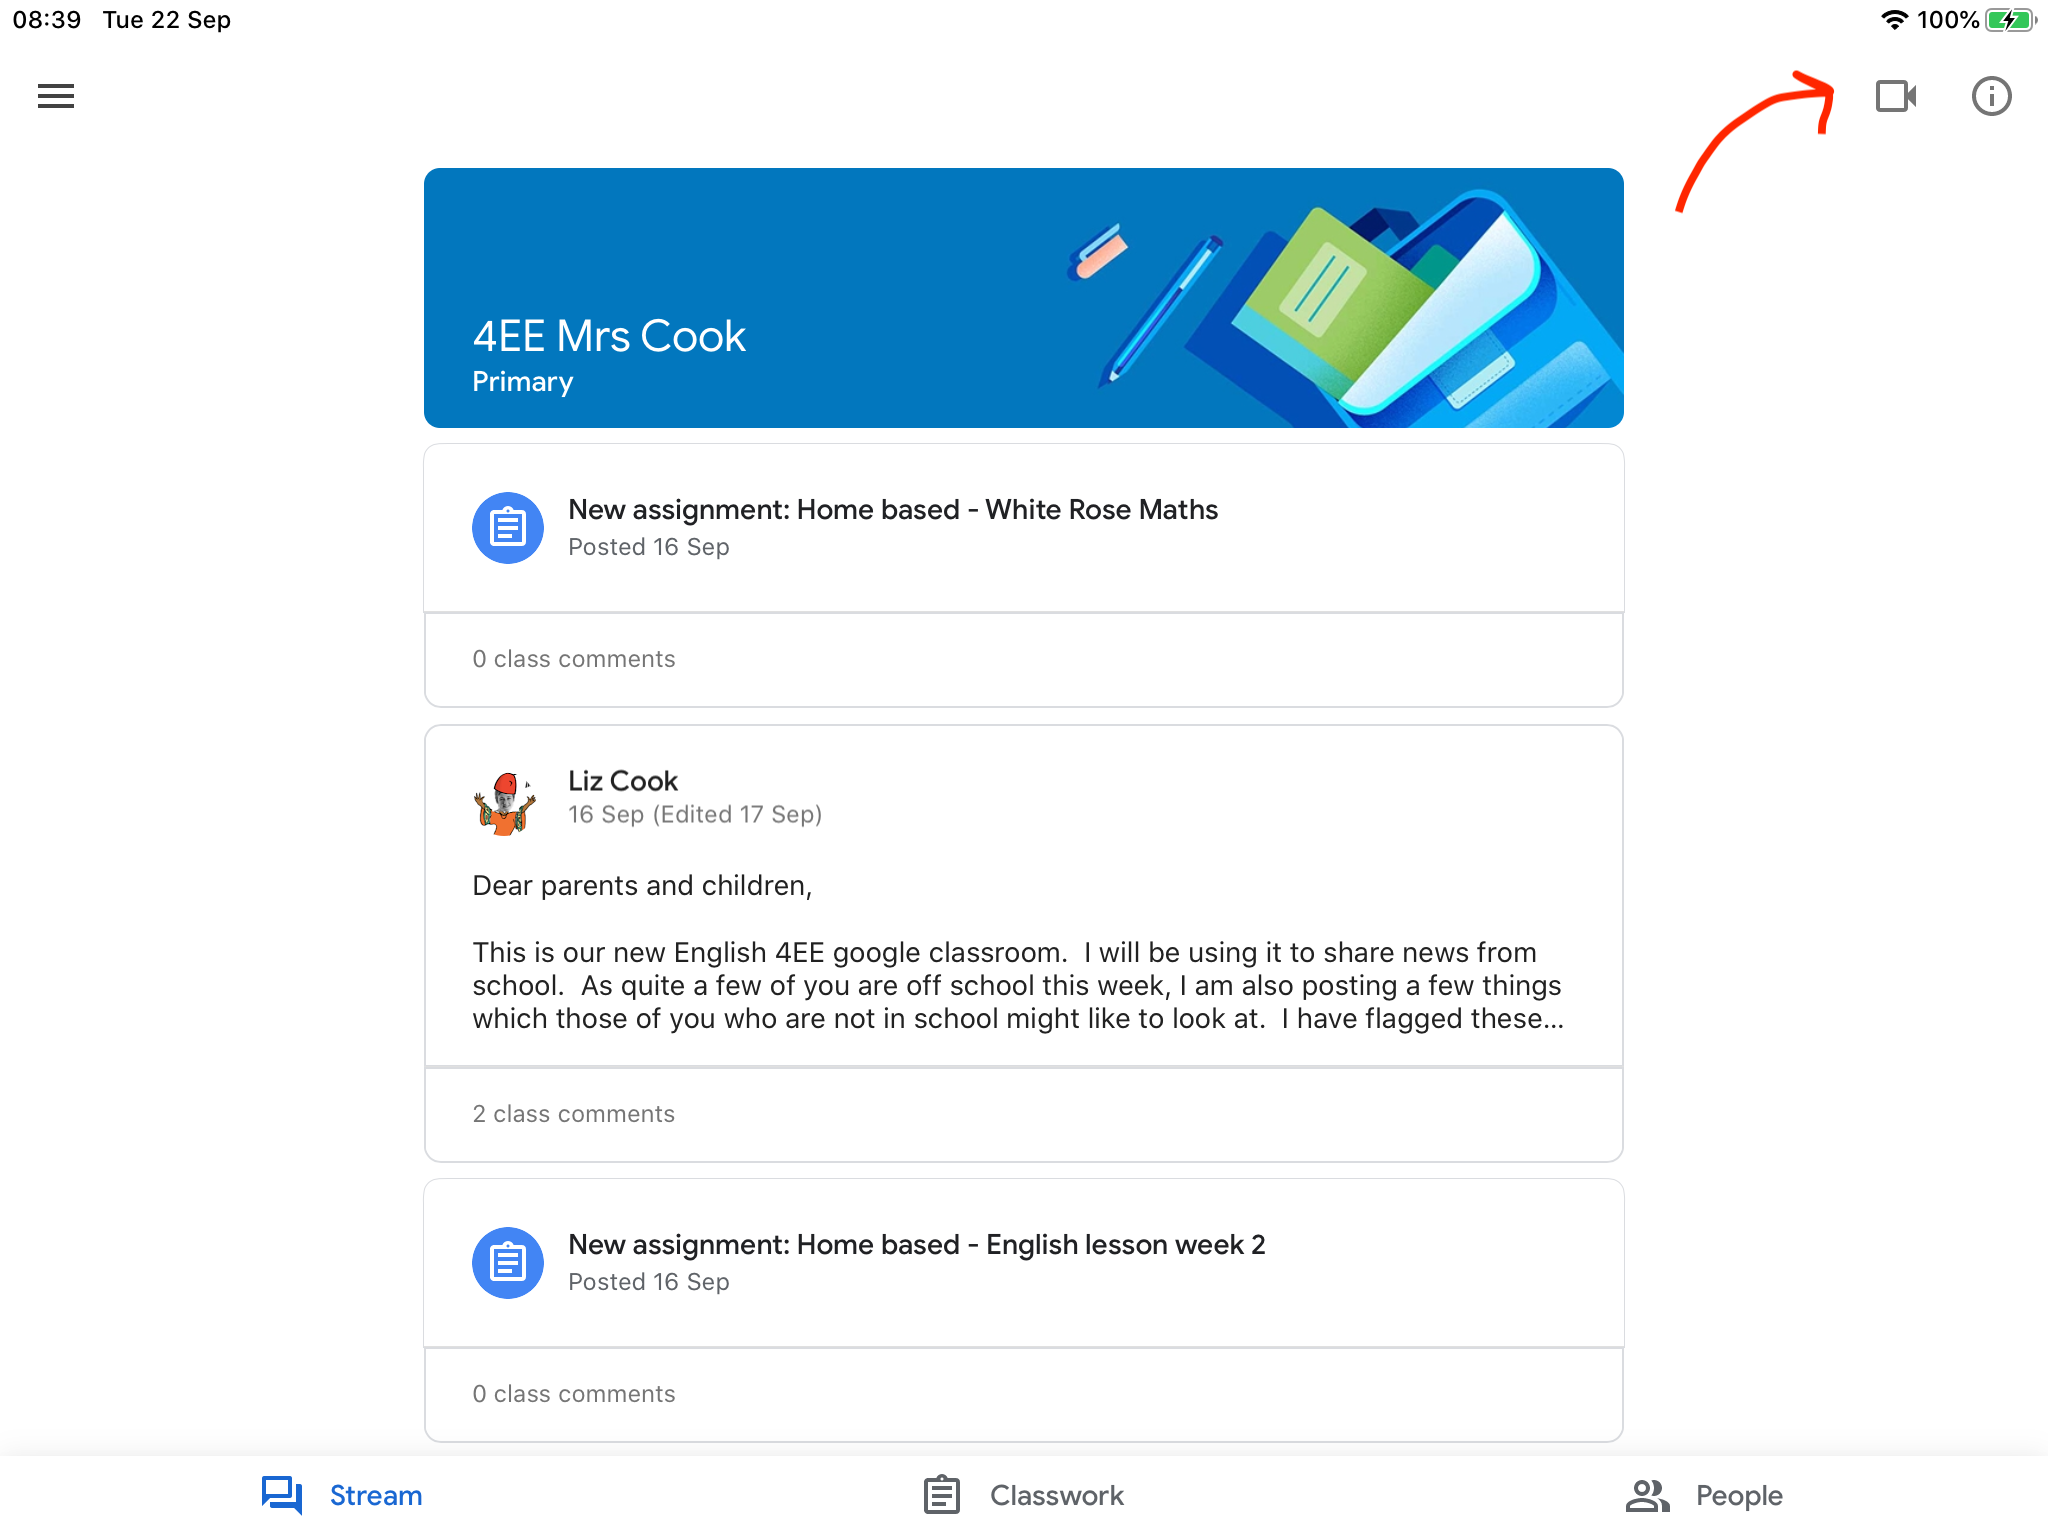 08:39 Tue 22 Sep
100%
4EE Mrs Cook
Primary
New assignment: Home based - White Rose Maths
Posted 16 Sep
0 class comments
Liz Cook
16 Sep (Edited 17 Sep)
Dear parents and children,
This is our new English 4EE google classroom.  I will be using it to share news from
school.  As quite a few of you are off school this week, I am also posting a few things
which those of you who are not in school might like to look at.  I have flagged these...
2 class comments
New assignment: Home based - English lesson week 2
Posted 16 Sep
0 class comments
Stream
Classwork
People